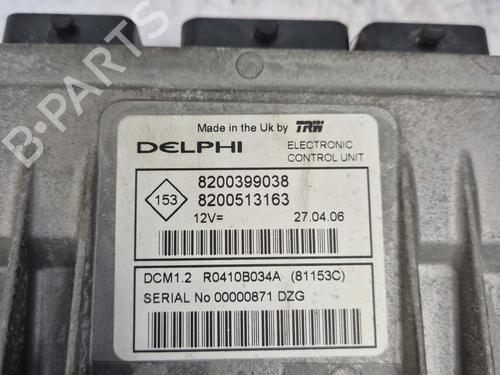 B-PARTS
Made in the Uk by TRW
DELPHI
ELECTRONIC
CONTROL UNIT
153
8200399038
8200513163
12V=
27.04.06
DCM1.2 R0410B034A (81153C)
SERIAL No 00000871 DZG